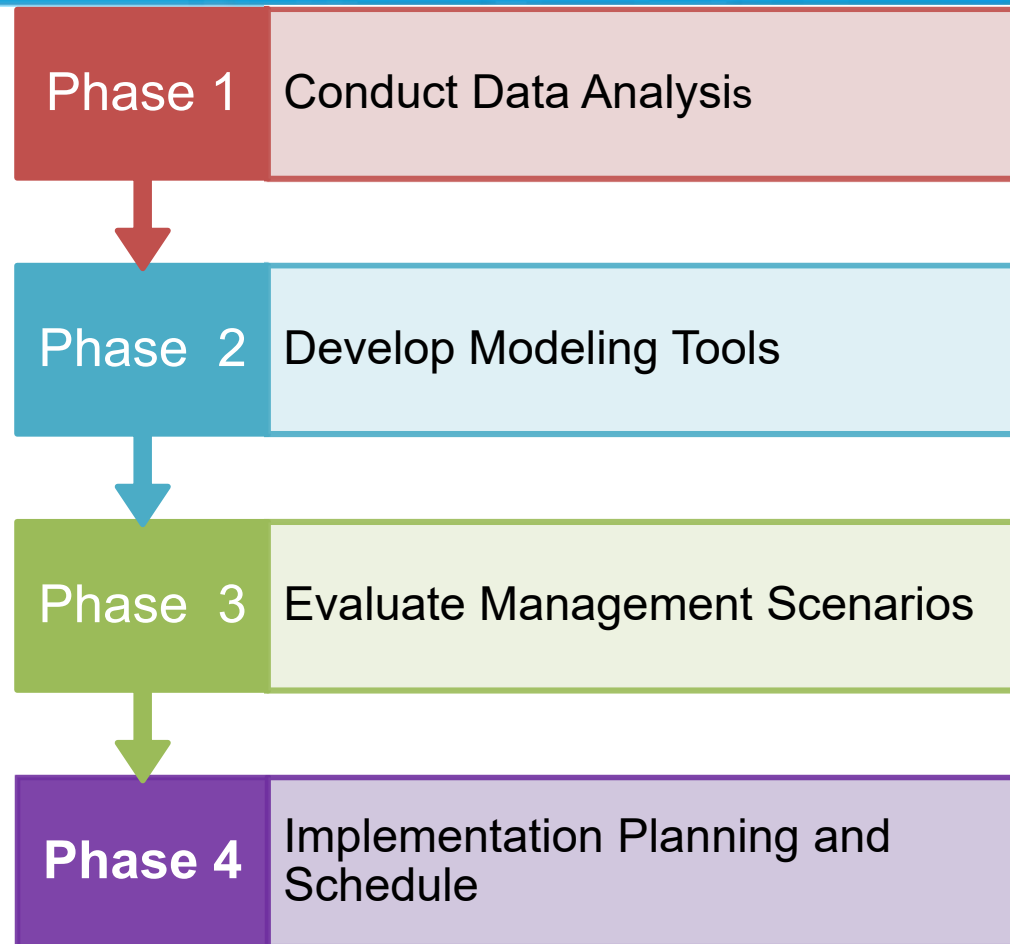 Phase 1
Conduct Data Analysis
Phase 2
Develop Modeling Tools
Phase 3
Evaluate Management Scenarios
Phase 4
Implementation Planning and
Schedule